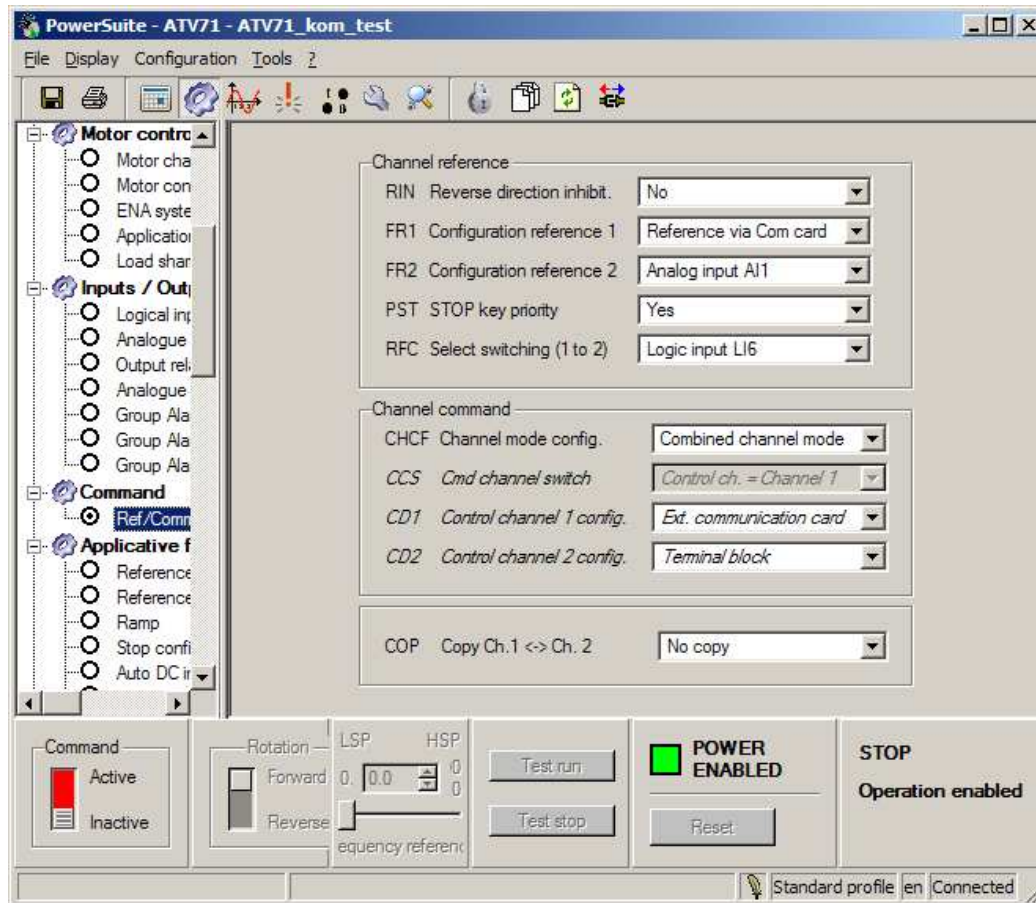 PowerSuite - ATV71 - ATV71_kom_test
File Display Configuration Tools ?
Motor contrc
Motor cha
Motor con
ENA syste
Application
Load shar
Inputs / Out
Logical inp
Analogue
Output rel
Analogue
Group Ala
Group Ala
Group Ala
Command
Ref/Comm
Applicative f
Reference
Reference
Ramp
Stop confi
Auto DC in
Channel reference
RIN Reverse direction inhibit. No
FR1 Configuration reference 1 Reference via Com card
FR2 Configuration reference 2 Analog input AI1
PST STOP key priority Yes
RFC Select switching (1 to 2) Logic input LI6
Channel command
CHCF Channel mode config. Combined channel mode
CCS Cmd channel switch Control ch. = Channel 1
CD1 Control channel 1 config. Ext. communication card
CD2 Control channel 2 config. Terminal block
COP Copy Ch.1 <-> Ch. 2 No copy
Command
Active
Inactive
Rotation
Forward
Reverse
LSP HSP
0. 0.0
equency referenc
Test run
Test stop
POWER
ENABLED
Reset
STOP
Operation enabled
Standard profile en Connected